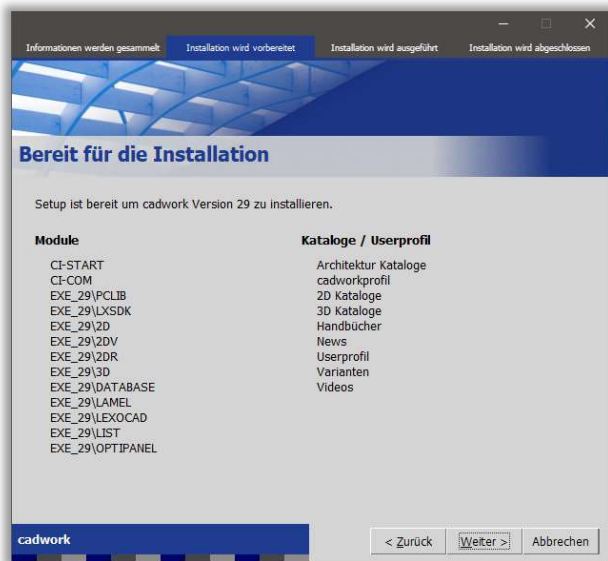 Informationen werden gesammelt
Installation wird vorbereitet
Installation wird ausgeführt
Installation wird abgeschlossen
Bereit für die Installation
Setup ist bereit um cadwork Version 29 zu installieren.
Module
CI-START
CI-COM
EXE_29\PCLIB
EXE_29\LXSDK
EXE_29\2D
EXE_29\2DV
EXE_29\2DR
EXE_29\3D
EXE_29\DATABASE
EXE_29\LAMEL
EXE_29\LEXOCAD
EXE_29\LIST
EXE_29\OPTIPANEL
Kataloge / Userprofil
Architektur Kataloge
cadworkprofil
2D Kataloge
3D Kataloge
Handbücher
News
Userprofil
Varianten
Videos
cadwork
< Zurück
Weiter >
Abbrechen